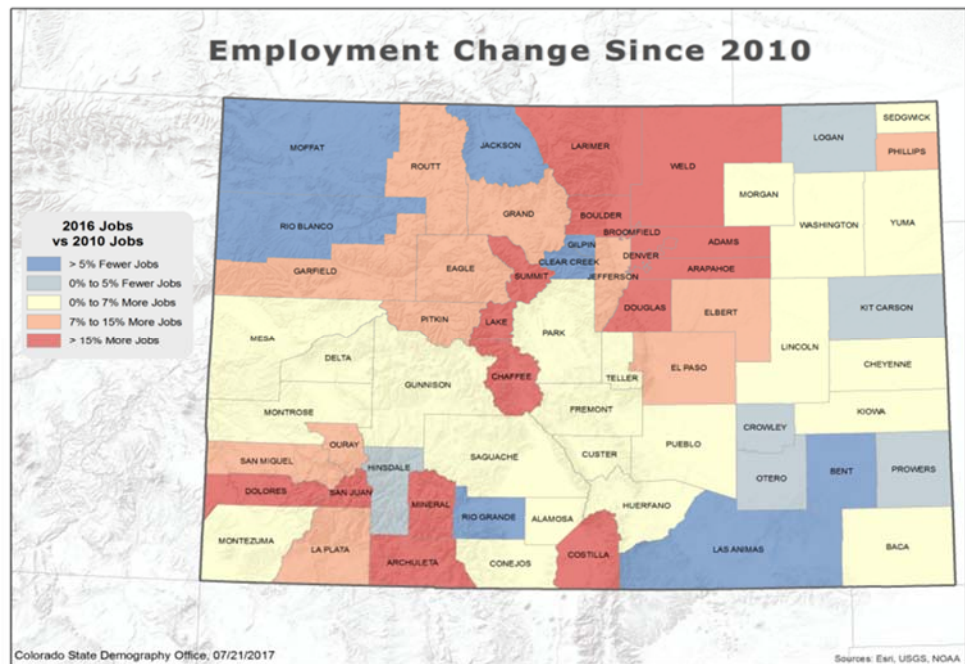 Employment Change Since 2010
2016 Jobs
vs 2010 Jobs
> 5% Fewer Jobs
0% to 5% Fewer Jobs
0% to 7% More Jobs
7% to 15% More Jobs
> 15% More Jobs
MOFFAT
ROUTT
JACKSON
LARIMER
WELD
LOGAN
SEDGWICK
PHILLIPS
RIO BLANCO
GRAND
BOULDER
BROOMFIELD
MORGAN
WASHINGTON
YUMA
GARFIELD
EAGLE
SUMMIT
GILPIN
CLEAR CREEK
JEFFERSON
DENVER
ADAMS
ARAPAHOE
PITKIN
LAKE
PARK
DOUGLAS
ELBERT
LINCOLN
KIT CARSON
MESA
DELTA
GUNNISON
CHAFFEE
TELLER
EL PASO
CHEYENNE
MONTROSE
FREMONT
KIOWA
OURAY
SAN MIGUEL
HINSDALE
SAGUACHE
CUSTER
PUEBLO
CROWLEY
OTERO
BENT
PROWERS
DOLORES
SAN JUAN
MINERAL
RIO GRANDE
ALAMOSA
HUERFANO
MONTEZUMA
LA PLATA
ARCHULETA
CONEJOS
COSTILLA
LAS ANIMAS
BACA
Colorado State Demography Office, 07/21/2017
Sources: Esri, USGS, NOAA